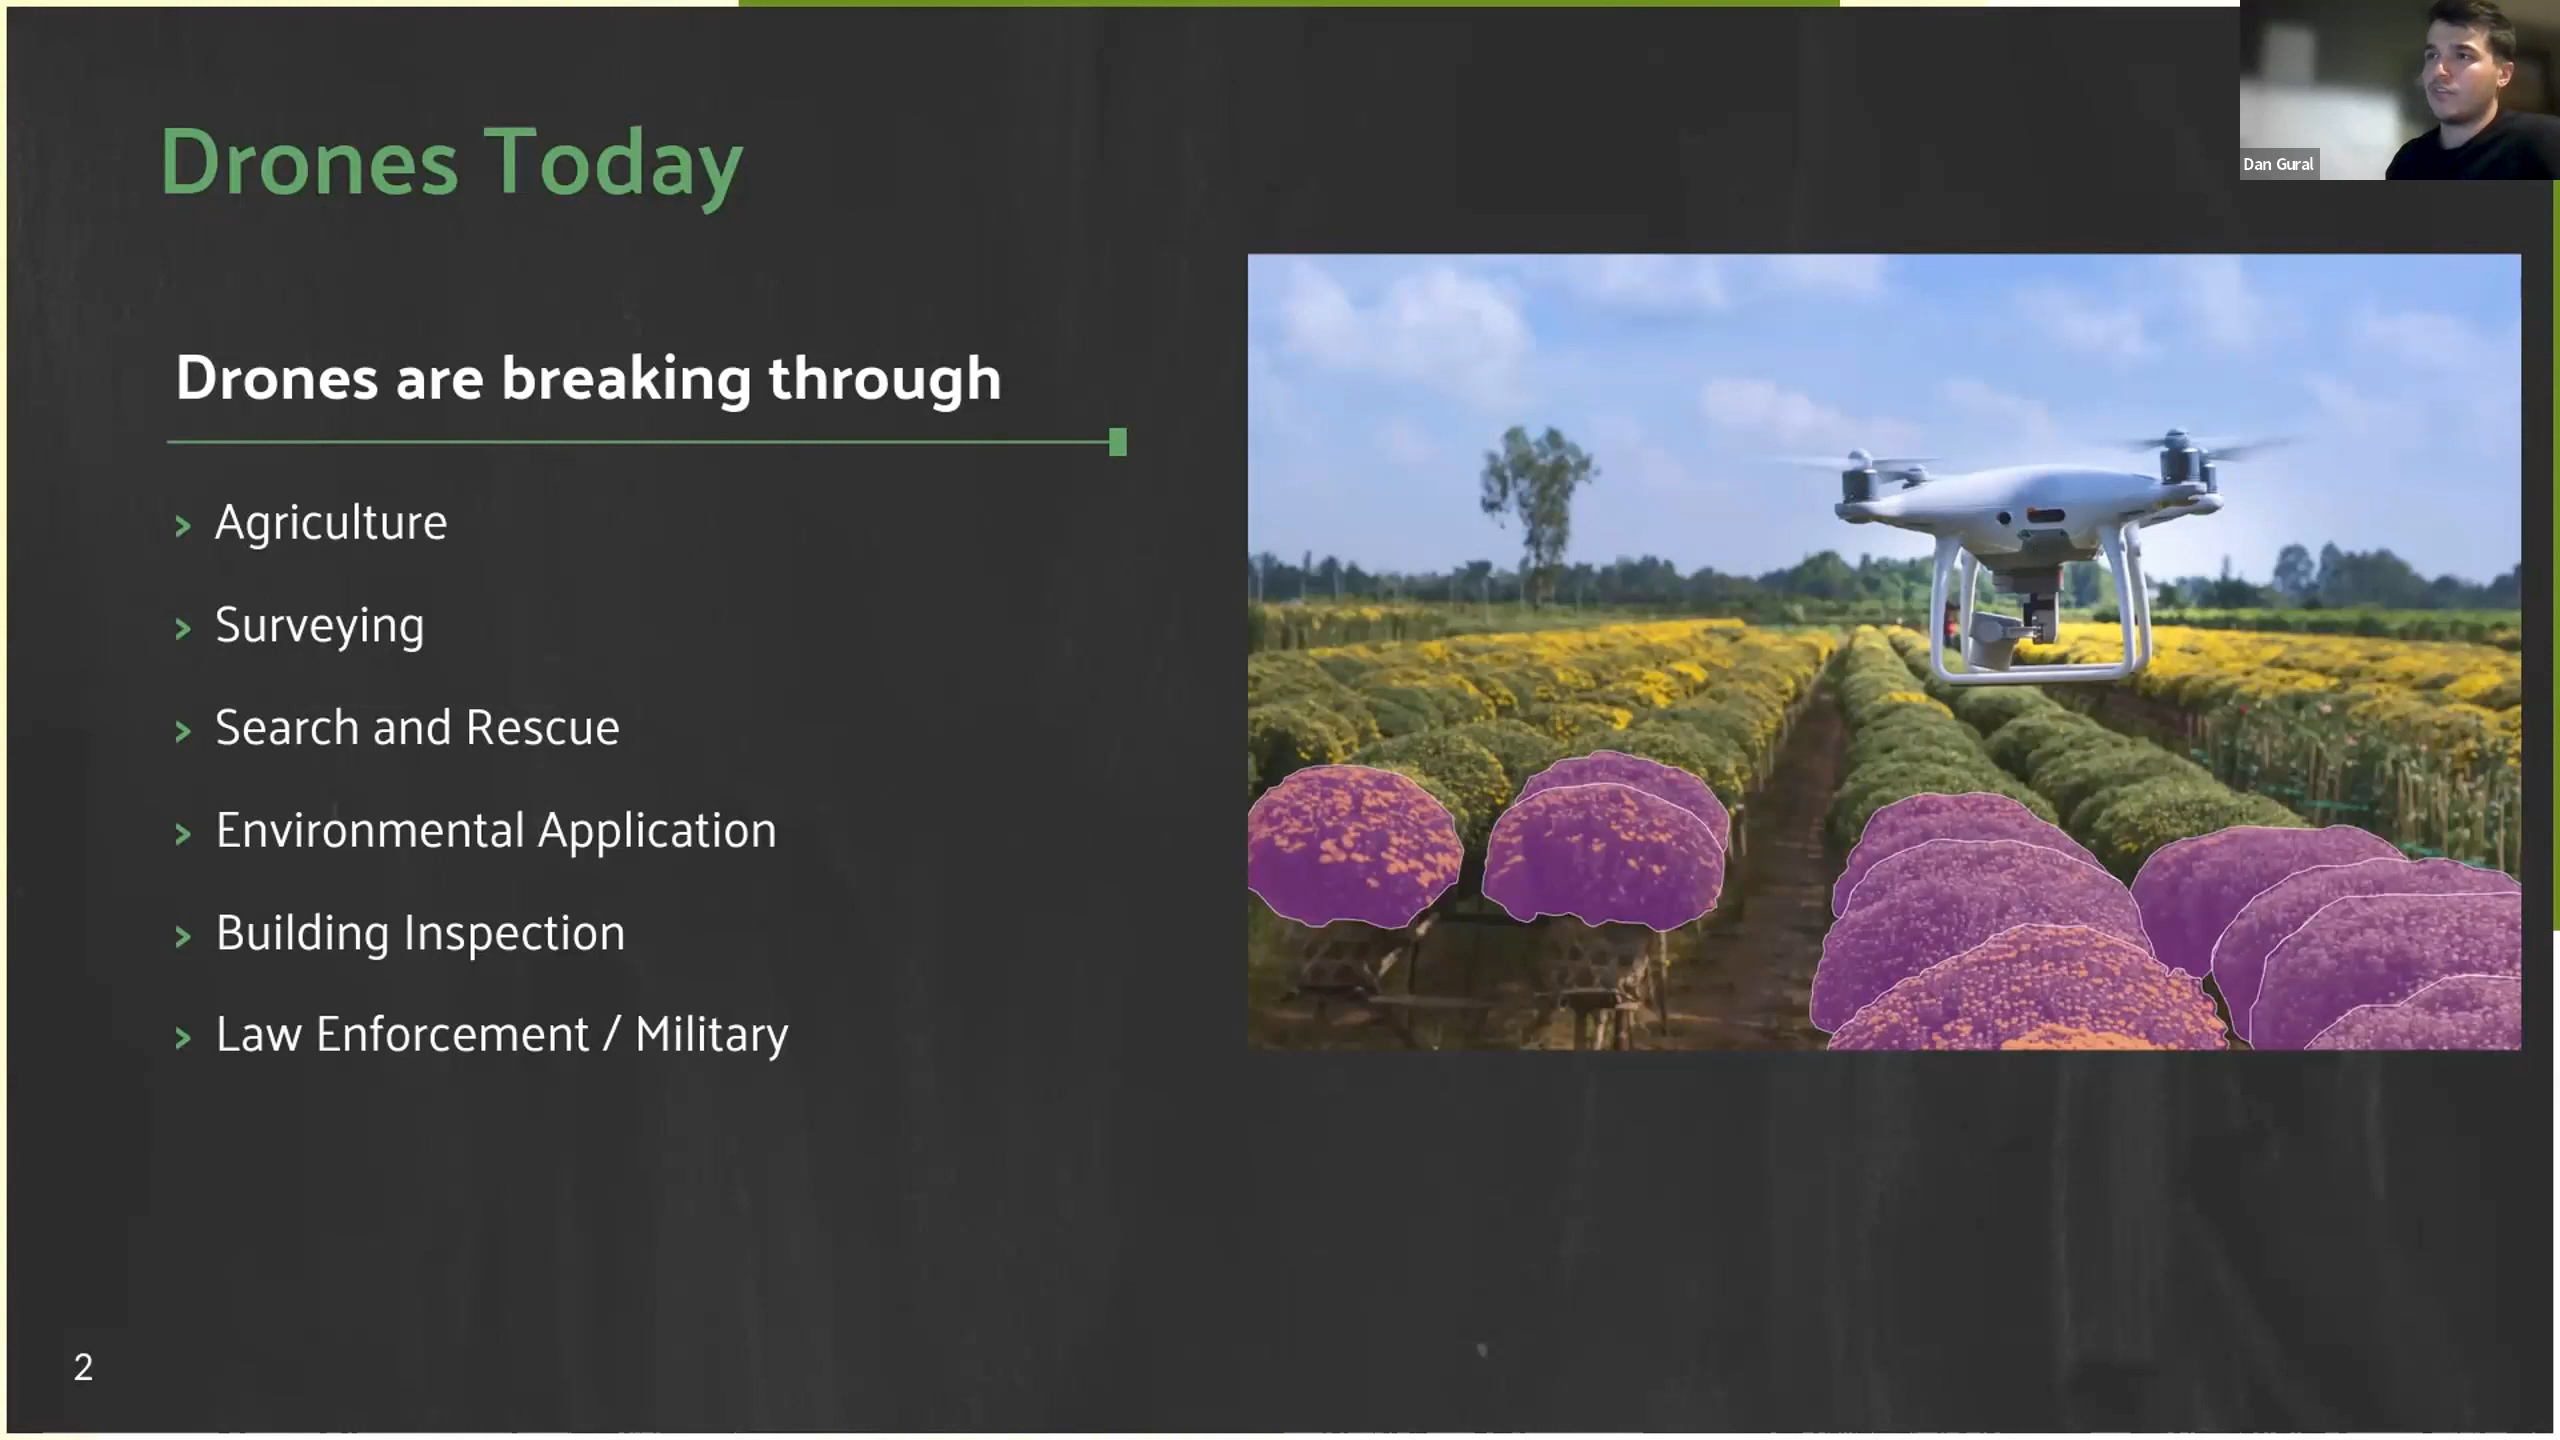 Drones Today
Dan Gural
Drones are breaking through
> Agriculture
> Surveying
> Search and Rescue
> Environmental Application
> Building Inspection
> Law Enforcement / Military
2